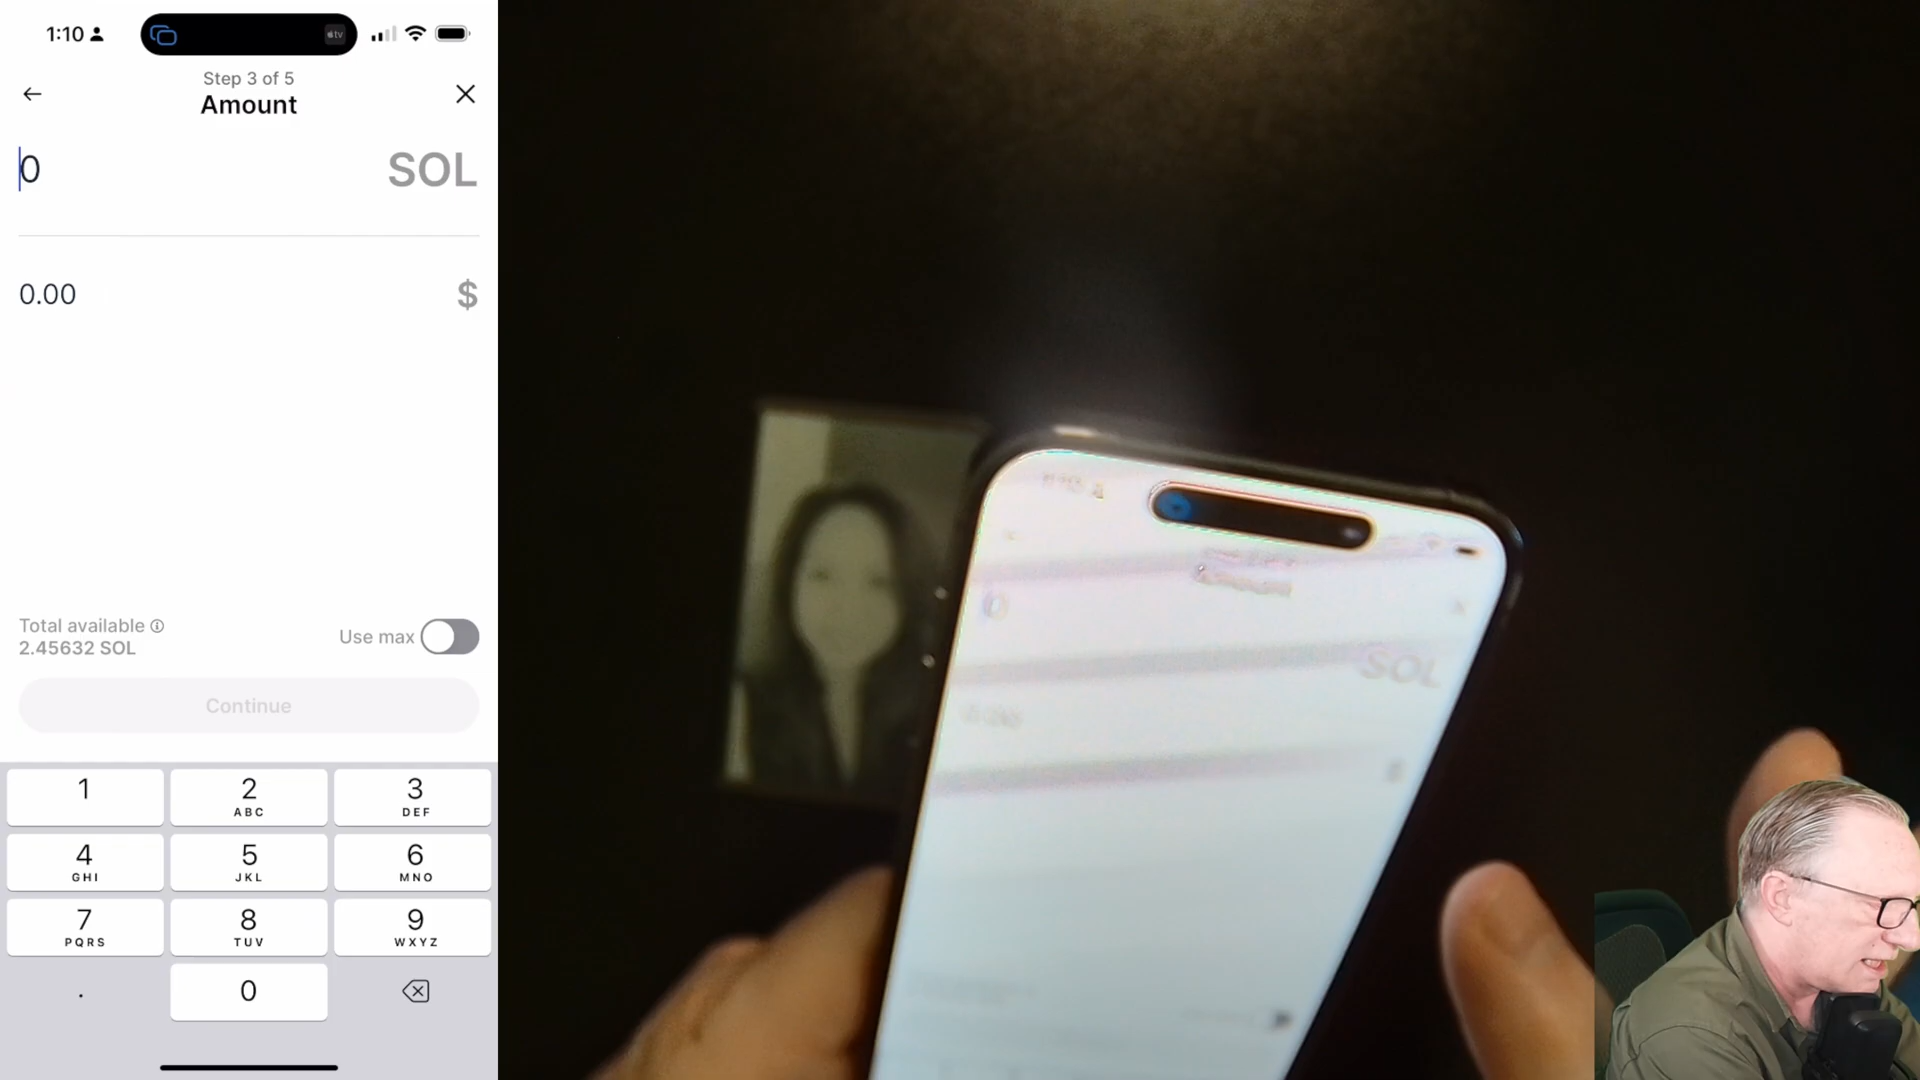 1:10
tv
Step 3 of 5
Amount
0 SOL
0.00 $
Total available
2.45632 SOL
Use max
Continue
1
2 ABC
3 DEF
4 GHI
5 JKL
6 MNO
7 PQRS
8 TUV
9 WXYZ
. 0
SOL